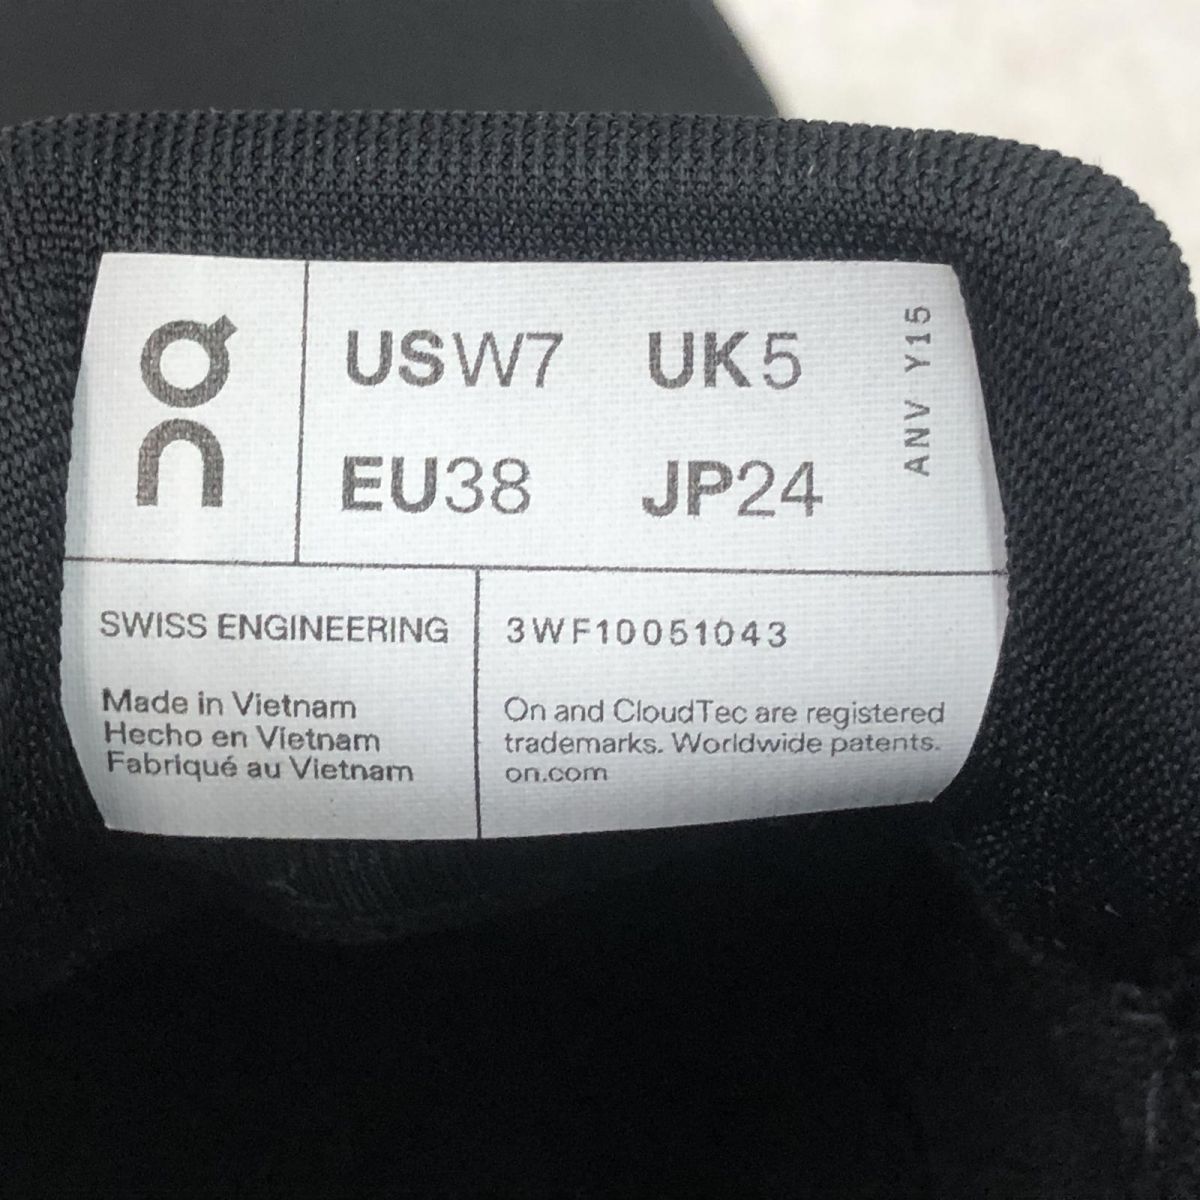 On
USW7 UK5
EU38 JP24
ANV Y15
SWISS ENGINEERING
Made in Vietnam
Hecho en Vietnam
Fabriqué au Vietnam
3WF10051043
On and CloudTec are registered
trademarks. Worldwide patents.
on.com